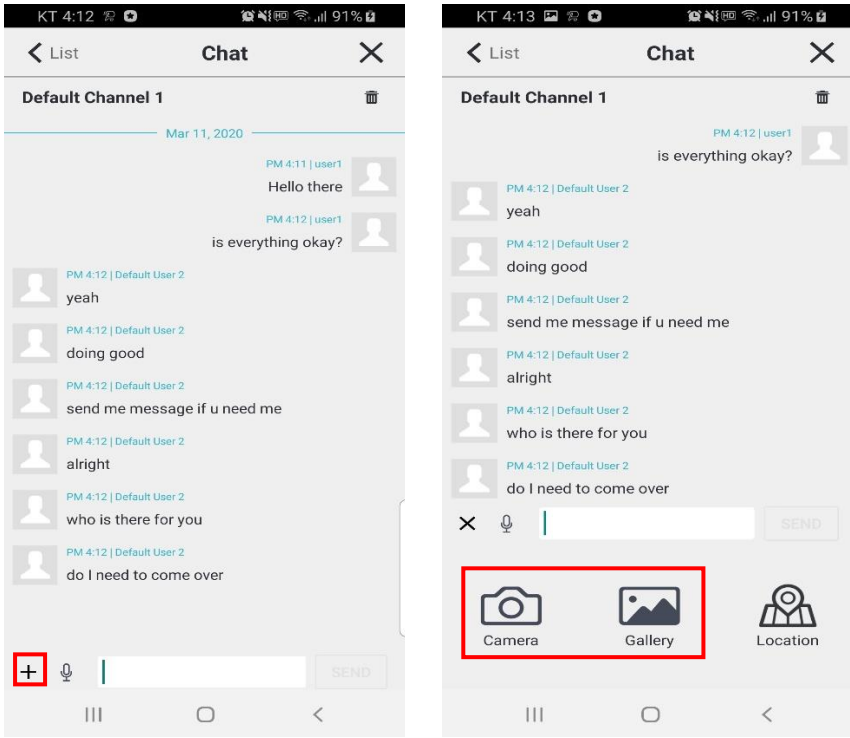 KT 4:12 91%
List Chat
Default Channel 1
Mar 11, 2020
PM 4:11 | user1
Hello there
PM 4:12 | user1
is everything okay?
PM 4:12 | Default User 2
yeah
PM 4:12 | Default User 2
doing good
PM 4:12 | Default User 2
send me message if u need me
PM 4:12 | Default User 2
alright
PM 4:12 | Default User 2
who is there for you
PM 4:12 | Default User 2
do I need to come over
SEND
KT 4:13 91%
List Chat
Default Channel 1
PM 4:12 | user1
is everything okay?
PM 4:12 | Default User 2
yeah
PM 4:12 | Default User 2
doing good
PM 4:12 | Default User 2
send me message if u need me
PM 4:12 | Default User 2
alright
PM 4:12 | Default User 2
who is there for you
PM 4:12 | Default User 2
do I need to come over
SEND
Camera Gallery Location